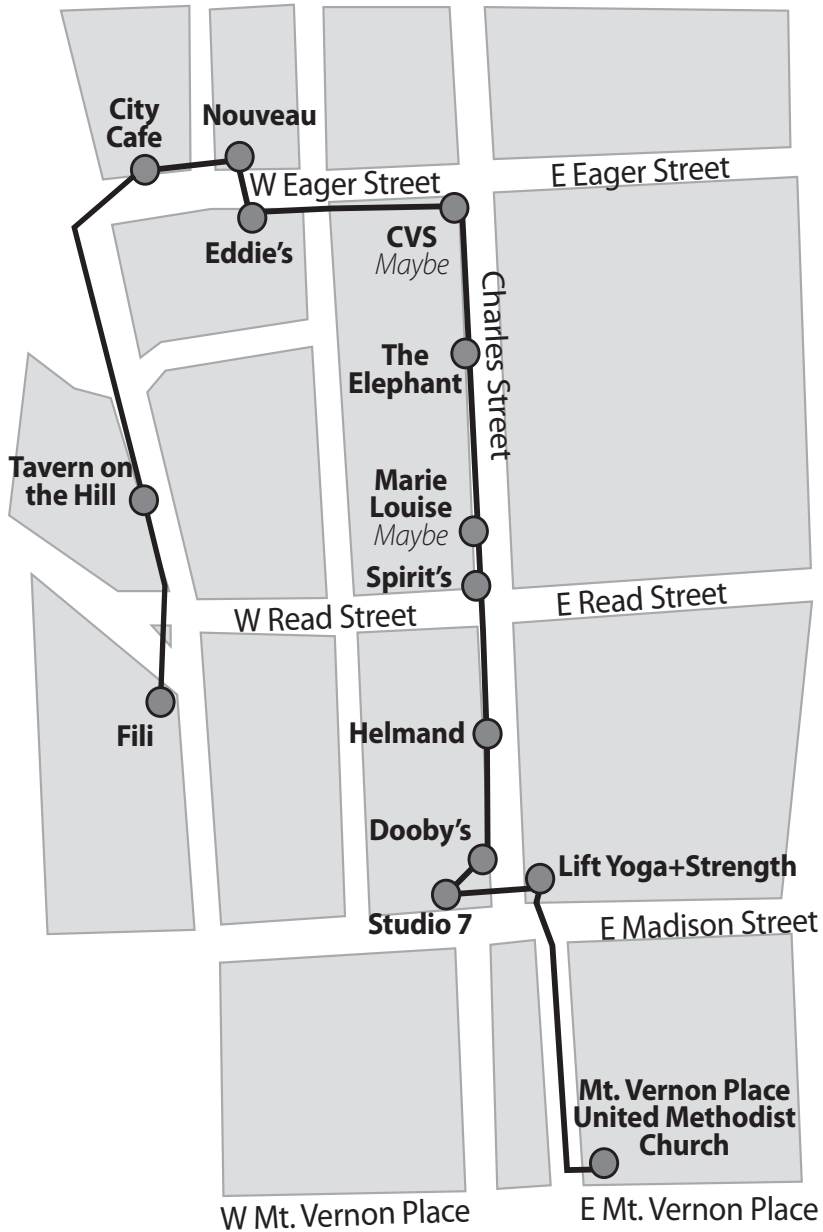 City
Cafe
Nouveau
W Eager Street
E Eager Street
Eddie's
CVS
Maybe
Charles Street
The
Elephant
Tavern on
the Hill
Marie
Louise
Maybe
Spirit's
W Read Street
E Read Street
Fili
Helmand
Dooby's
Lift Yoga+Strength
Studio 7
E Madison Street
Mt. Vernon Place
United Methodist
Church
W Mt. Vernon Place
E Mt. Vernon Place